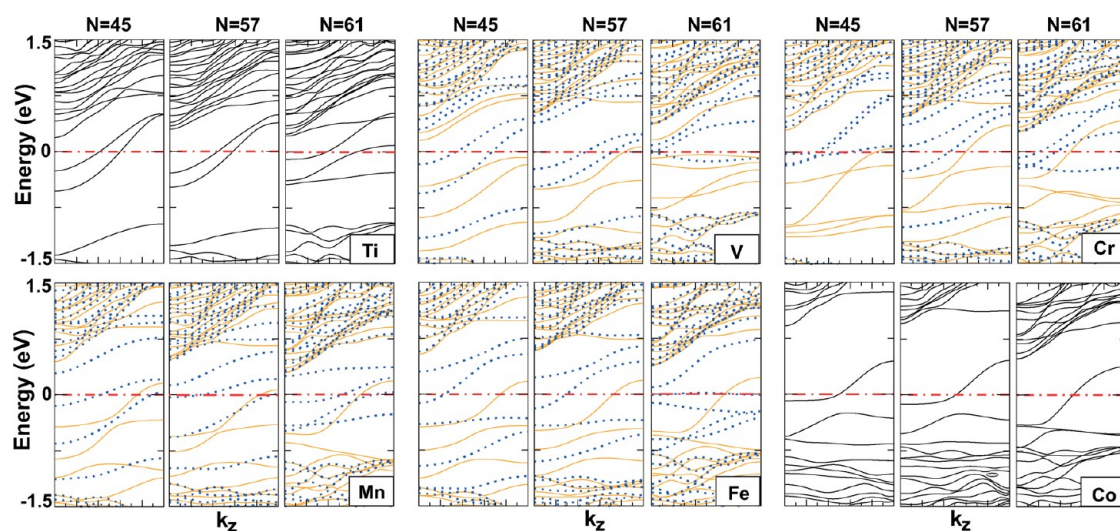 N=45 N=57 N=61 N=45 N=57 N=61 N=45 N=57 N=61
1.5
Energy (eV)
0
-1.5
Ti V Cr
1.5
Energy (eV)
0
-1.5
Mn Fe Co
kz kz kz